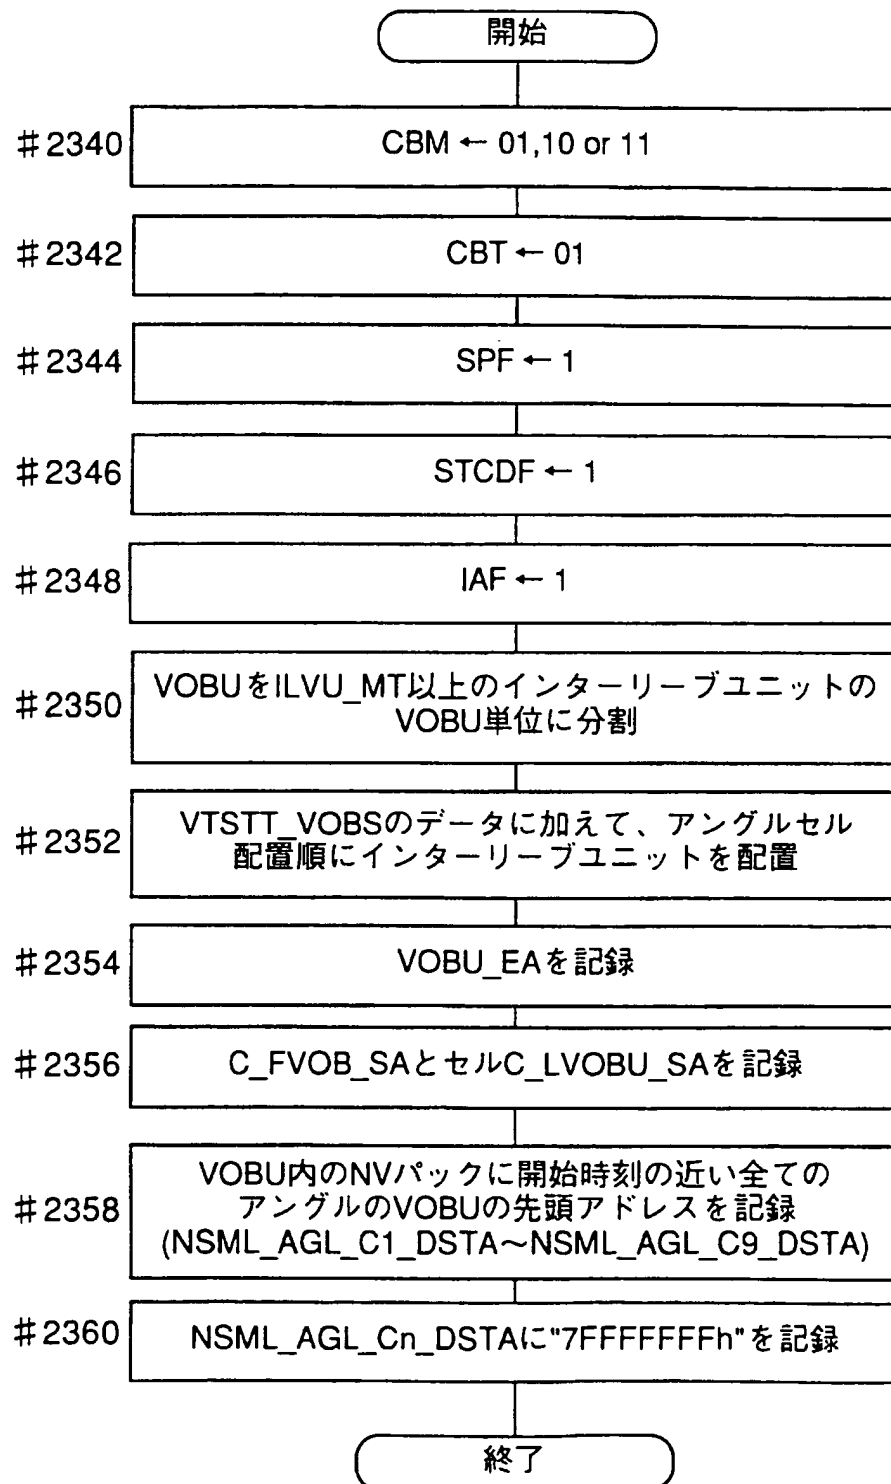 開始
#2340 CBM ← 01,10 or 11
#2342 CBT ← 01
#2344 SPF ← 1
#2346 STCDF ← 1
#2348 IAF ← 1
#2350 VOBUをILVU_MT以上のインターリーブユニットの
VOBU単位に分割
#2352 VTSTT_VOBSのデータに加えて、アングルセル
配置順にインターリーブユニットを配置
#2354 VOBU_EAを記録
#2356 C_FVOB_SAとセルC_LVOBU_SAを記録
#2358 VOBU内のNVパックに開始時刻の近い全ての
アングルのVOBUの先頭アドレスを記録
(NSML_AGL_C1_DSTA～NSML_AGL_C9_DSTA)
#2360 NSML_AGL_Cn_DSTAに"7FFFFFFFh"を記録
終了